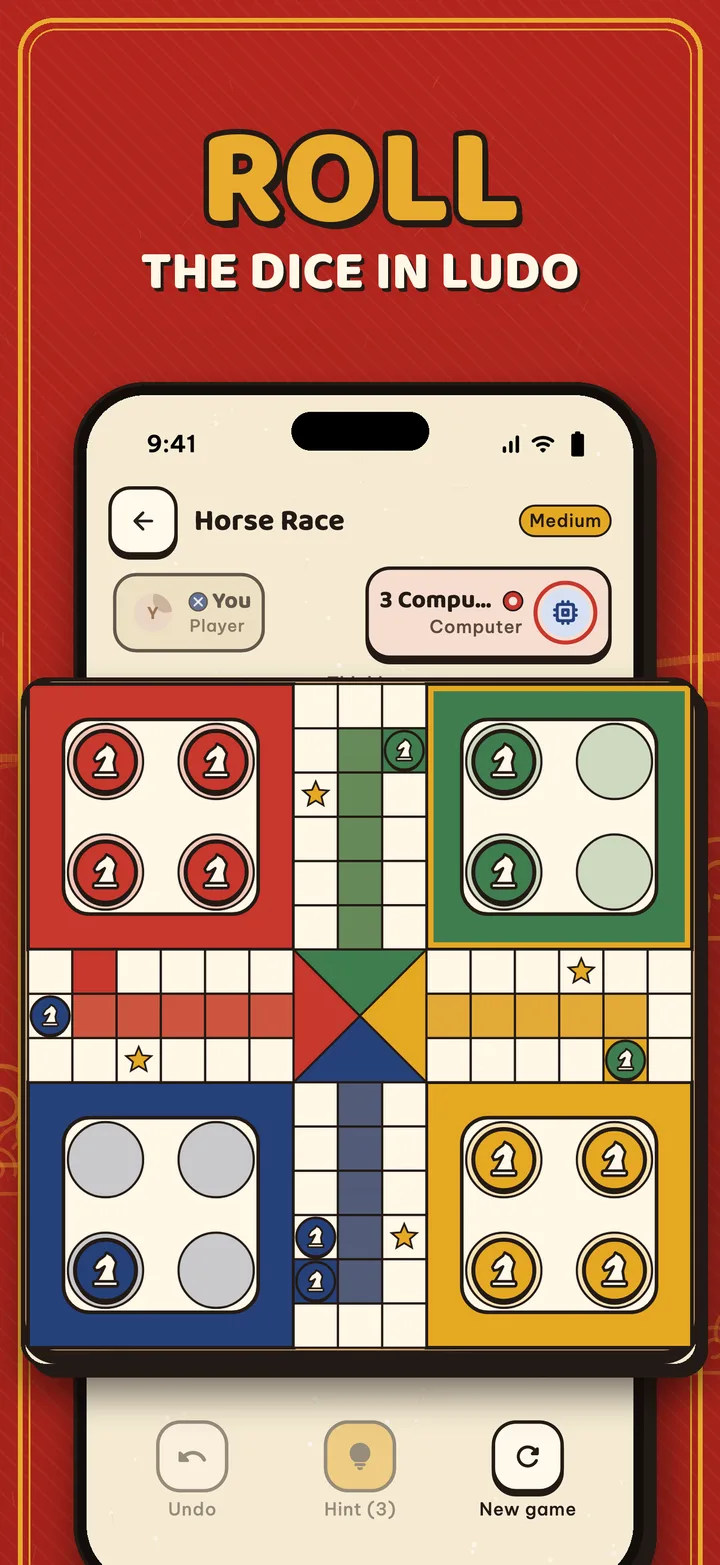 ROLL
THE DICE IN LUDO
9:41
Horse Race
Medium
Y
You
Player
3 Compu...
Computer
Undo
Hint (3)
New game